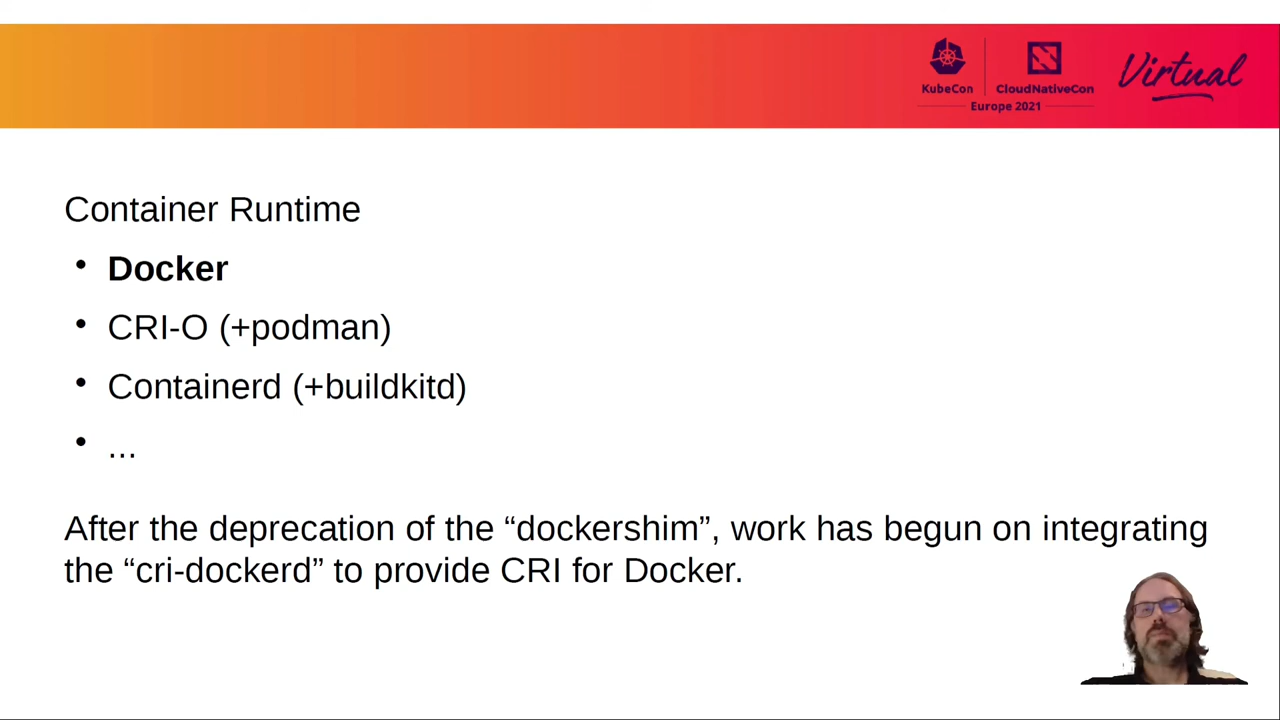 KubeCon
CloudNativeCon
Europe 2021
Virtual
Container Runtime
• Docker
• CRI-O (+podman)
• Containerd (+buildkitd)
• ...
After the deprecation of the “dockershim”, work has begun on integrating
the “cri-dockerd” to provide CRI for Docker.